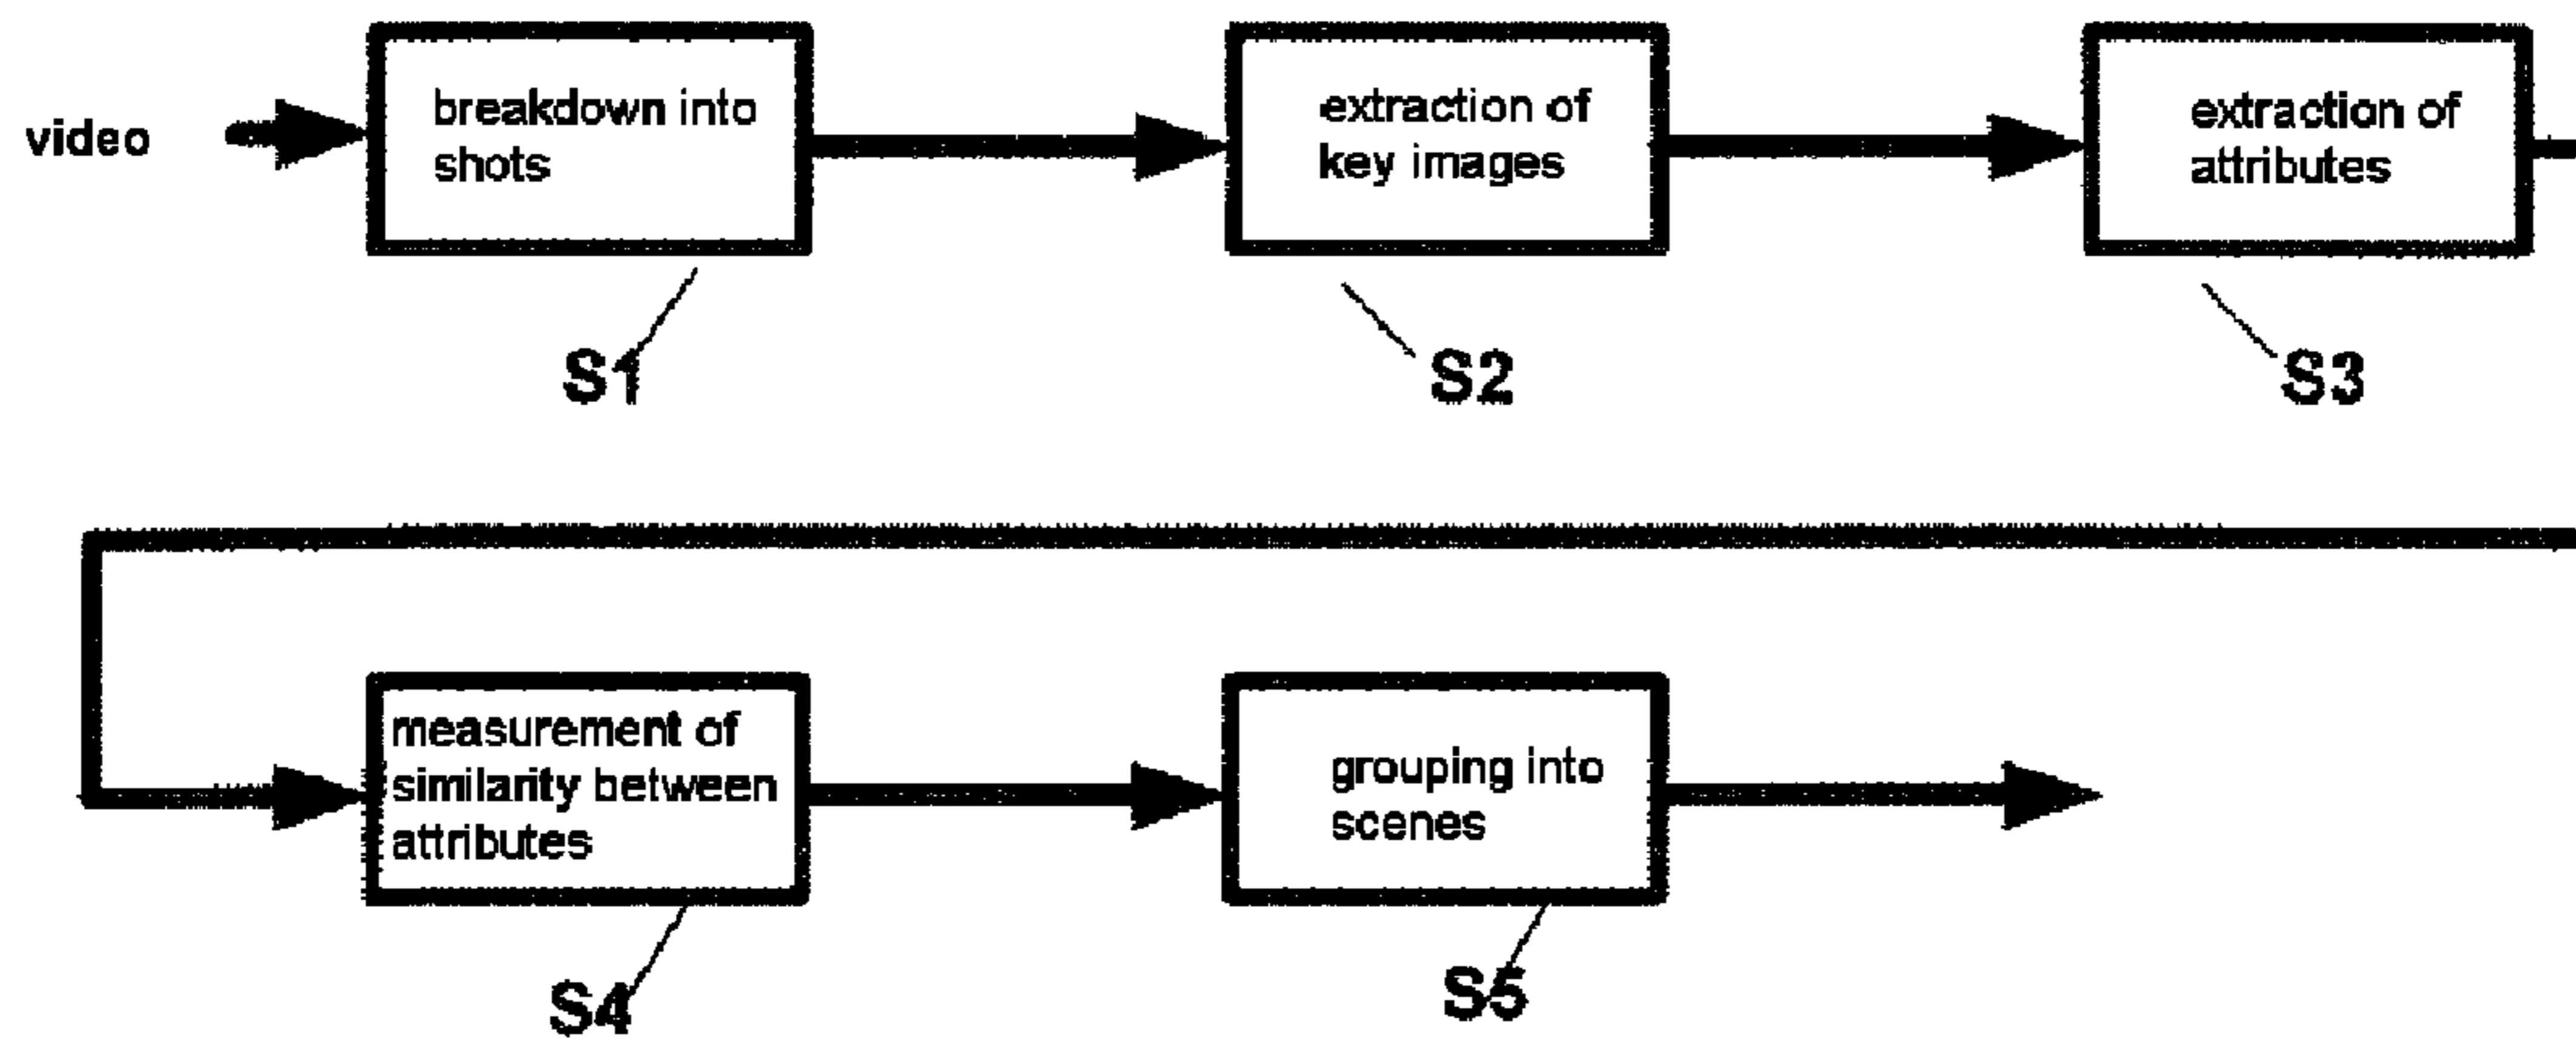 video
breakdown into
shots
extraction of
key images
extraction of
attributes
S1
S2
S3
measurement of
similarity between
attributes
grouping into
scenes
S4
S5